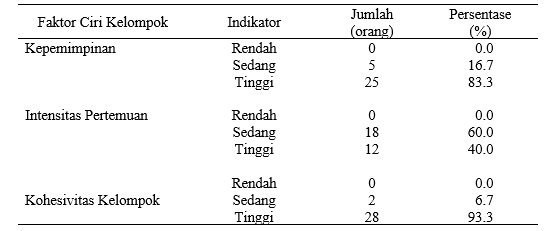 Faktor Ciri Kelompok Indikator Jumlah (orang) Persentase (%)
Kepemimpinan Rendah 0 0.0
Sedang 5 16.7
Tinggi 25 83.3
Intensitas Pertemuan Rendah 0 0.0
Sedang 18 60.0
Tinggi 12 40.0
Rendah 0 0.0
Kohesivitas Kelompok Sedang 2 6.7
Tinggi 28 93.3